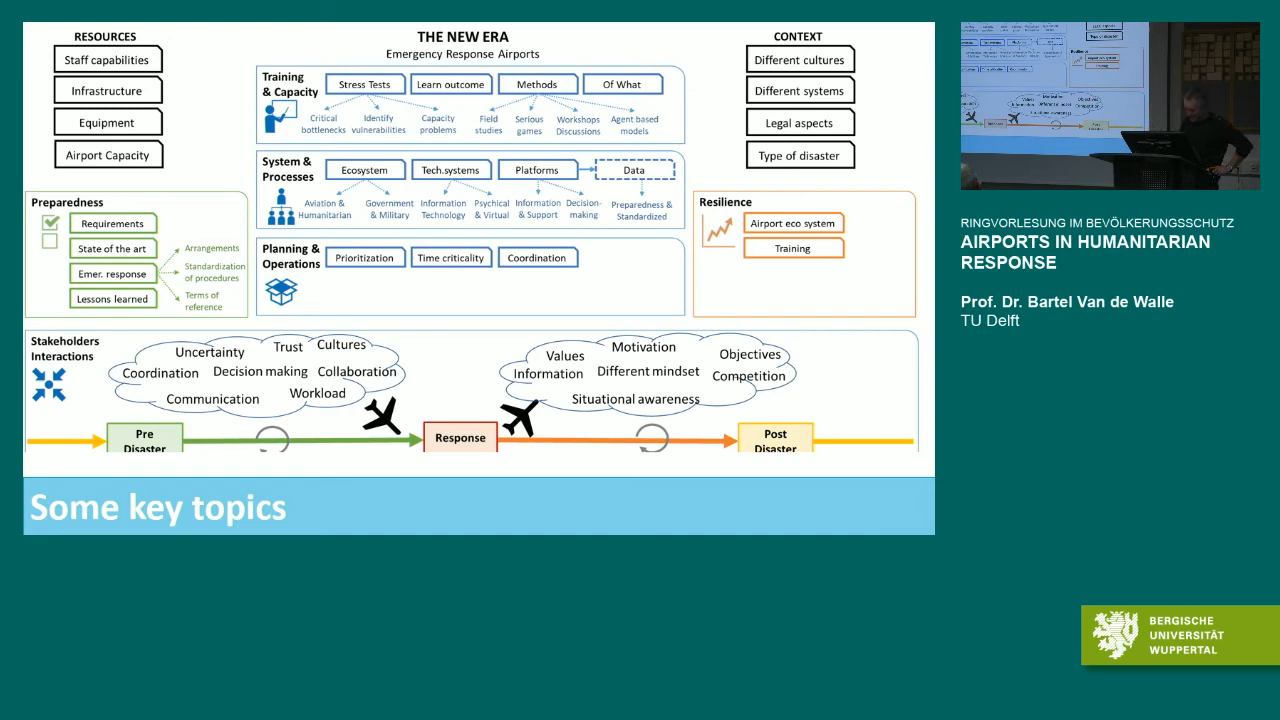 RESOURCES
Staff capabilities
Infrastructure
Equipment
Airport Capacity
THE NEW ERA
Emergency Response Airports
Training
& Capacity
Stress Tests
Learn outcome
Methods
Of What
Critical
bottlenecks
Identify
vulnerabilities
Capacity
problems
Field
studies
Serious
games
Workshops
Discussions
Agent based
models
System &
Processes
Ecosystem
Tech.systems
Platforms
Data
Aviation &
Humanitarian
Government
& Military
Information
Technology
Psychical
& Virtual
Information
& Support
Decision-
making
Preparedness &
Standardized
Planning &
Operations
Prioritization
Time criticality
Coordination
CONTEXT
Different cultures
Different systems
Legal aspects
Type of disaster
Preparedness
Requirements
State of the art
Emer. response
Lessons learned
Arrangements
Standardization
of procedures
Terms of
reference
Resilience
Airport eco system
Training
Stakeholders
Interactions
Uncertainty
Trust
Cultures
Coordination
Decision making
Collaboration
Communication
Workload
Values
Motivation
Objectives
Information
Different mindset
Competition
Situational awareness
Pre
Disaster
Response
Post
Disaster
Some key topics
RINGVORLESUNG IM BEVÖLKERUNGSSCHUTZ
AIRPORTS IN HUMANITARIAN
RESPONSE
Prof. Dr. Bartel Van de Walle
TU Delft
BERGISCHE
UNIVERSITÄT
WUPPERTAL